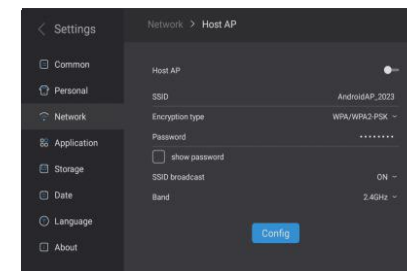 Settings
Network > Host AP
Common
Personal
Network
Application
Storage
Date
Language
About
Host AP
SSID AndroidAP_2023
Encryption type WPA/WPA2-PSK
Password ········
show password
SSID broadcast ON
Band 2.4GHz
Config